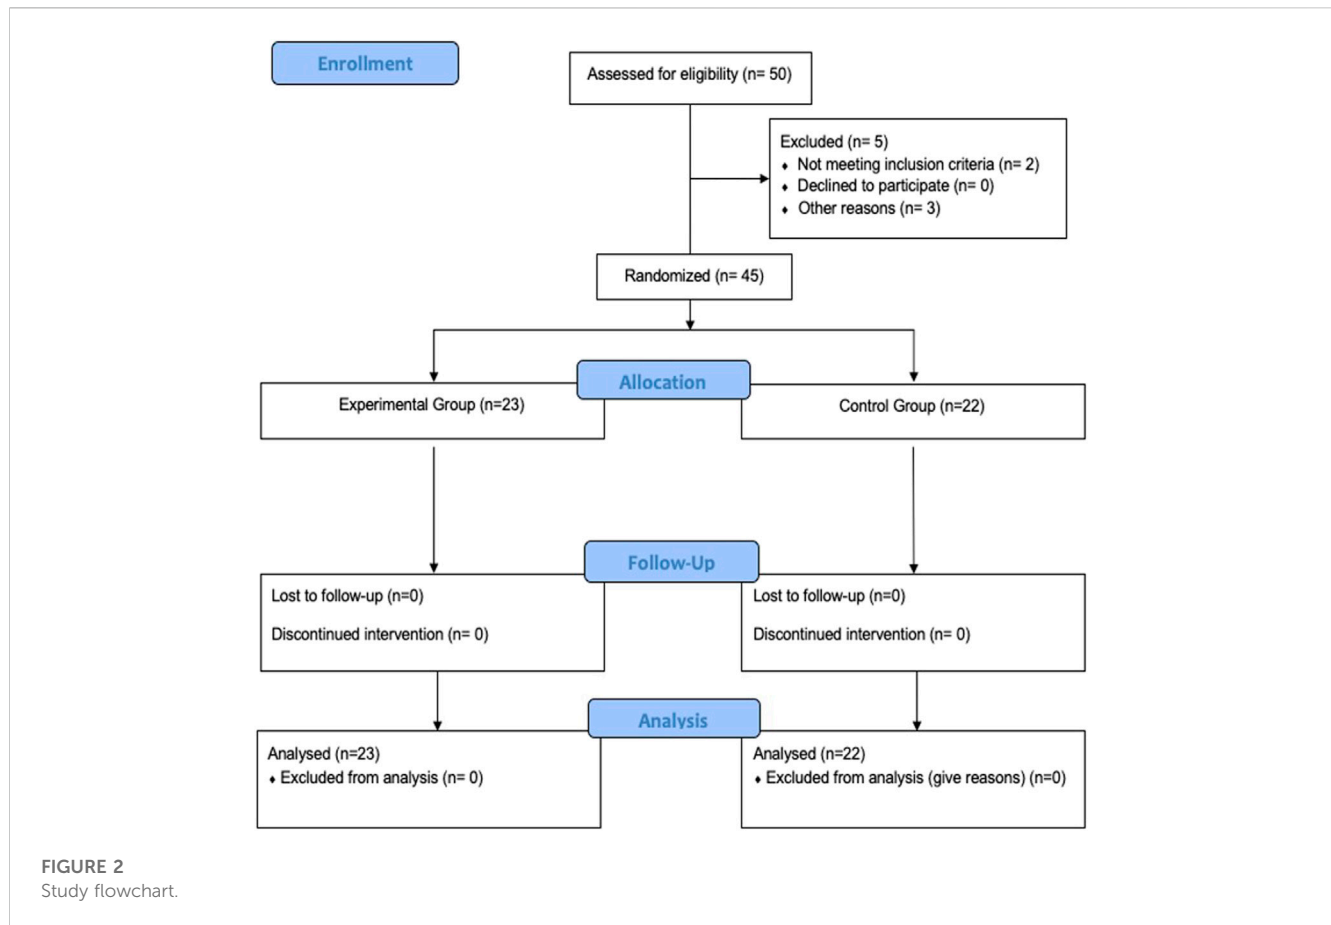 Enrollment
Assessed for eligibility (n= 50)
Excluded (n= 5)
♦ Not meeting inclusion criteria (n= 2)
♦ Declined to participate (n= 0)
♦ Other reasons (n= 3)
Randomized (n= 45)
Allocation
Experimental Group (n=23)
Control Group (n=22)
Follow-Up
Lost to follow-up (n=0)
Discontinued intervention (n= 0)
Lost to follow-up (n=0)
Discontinued intervention (n= 0)
Analysis
Analysed (n=23)
♦ Excluded from analysis (n= 0)
Analysed (n=22)
♦ Excluded from analysis (give reasons) (n=0)
FIGURE 2
Study flowchart.